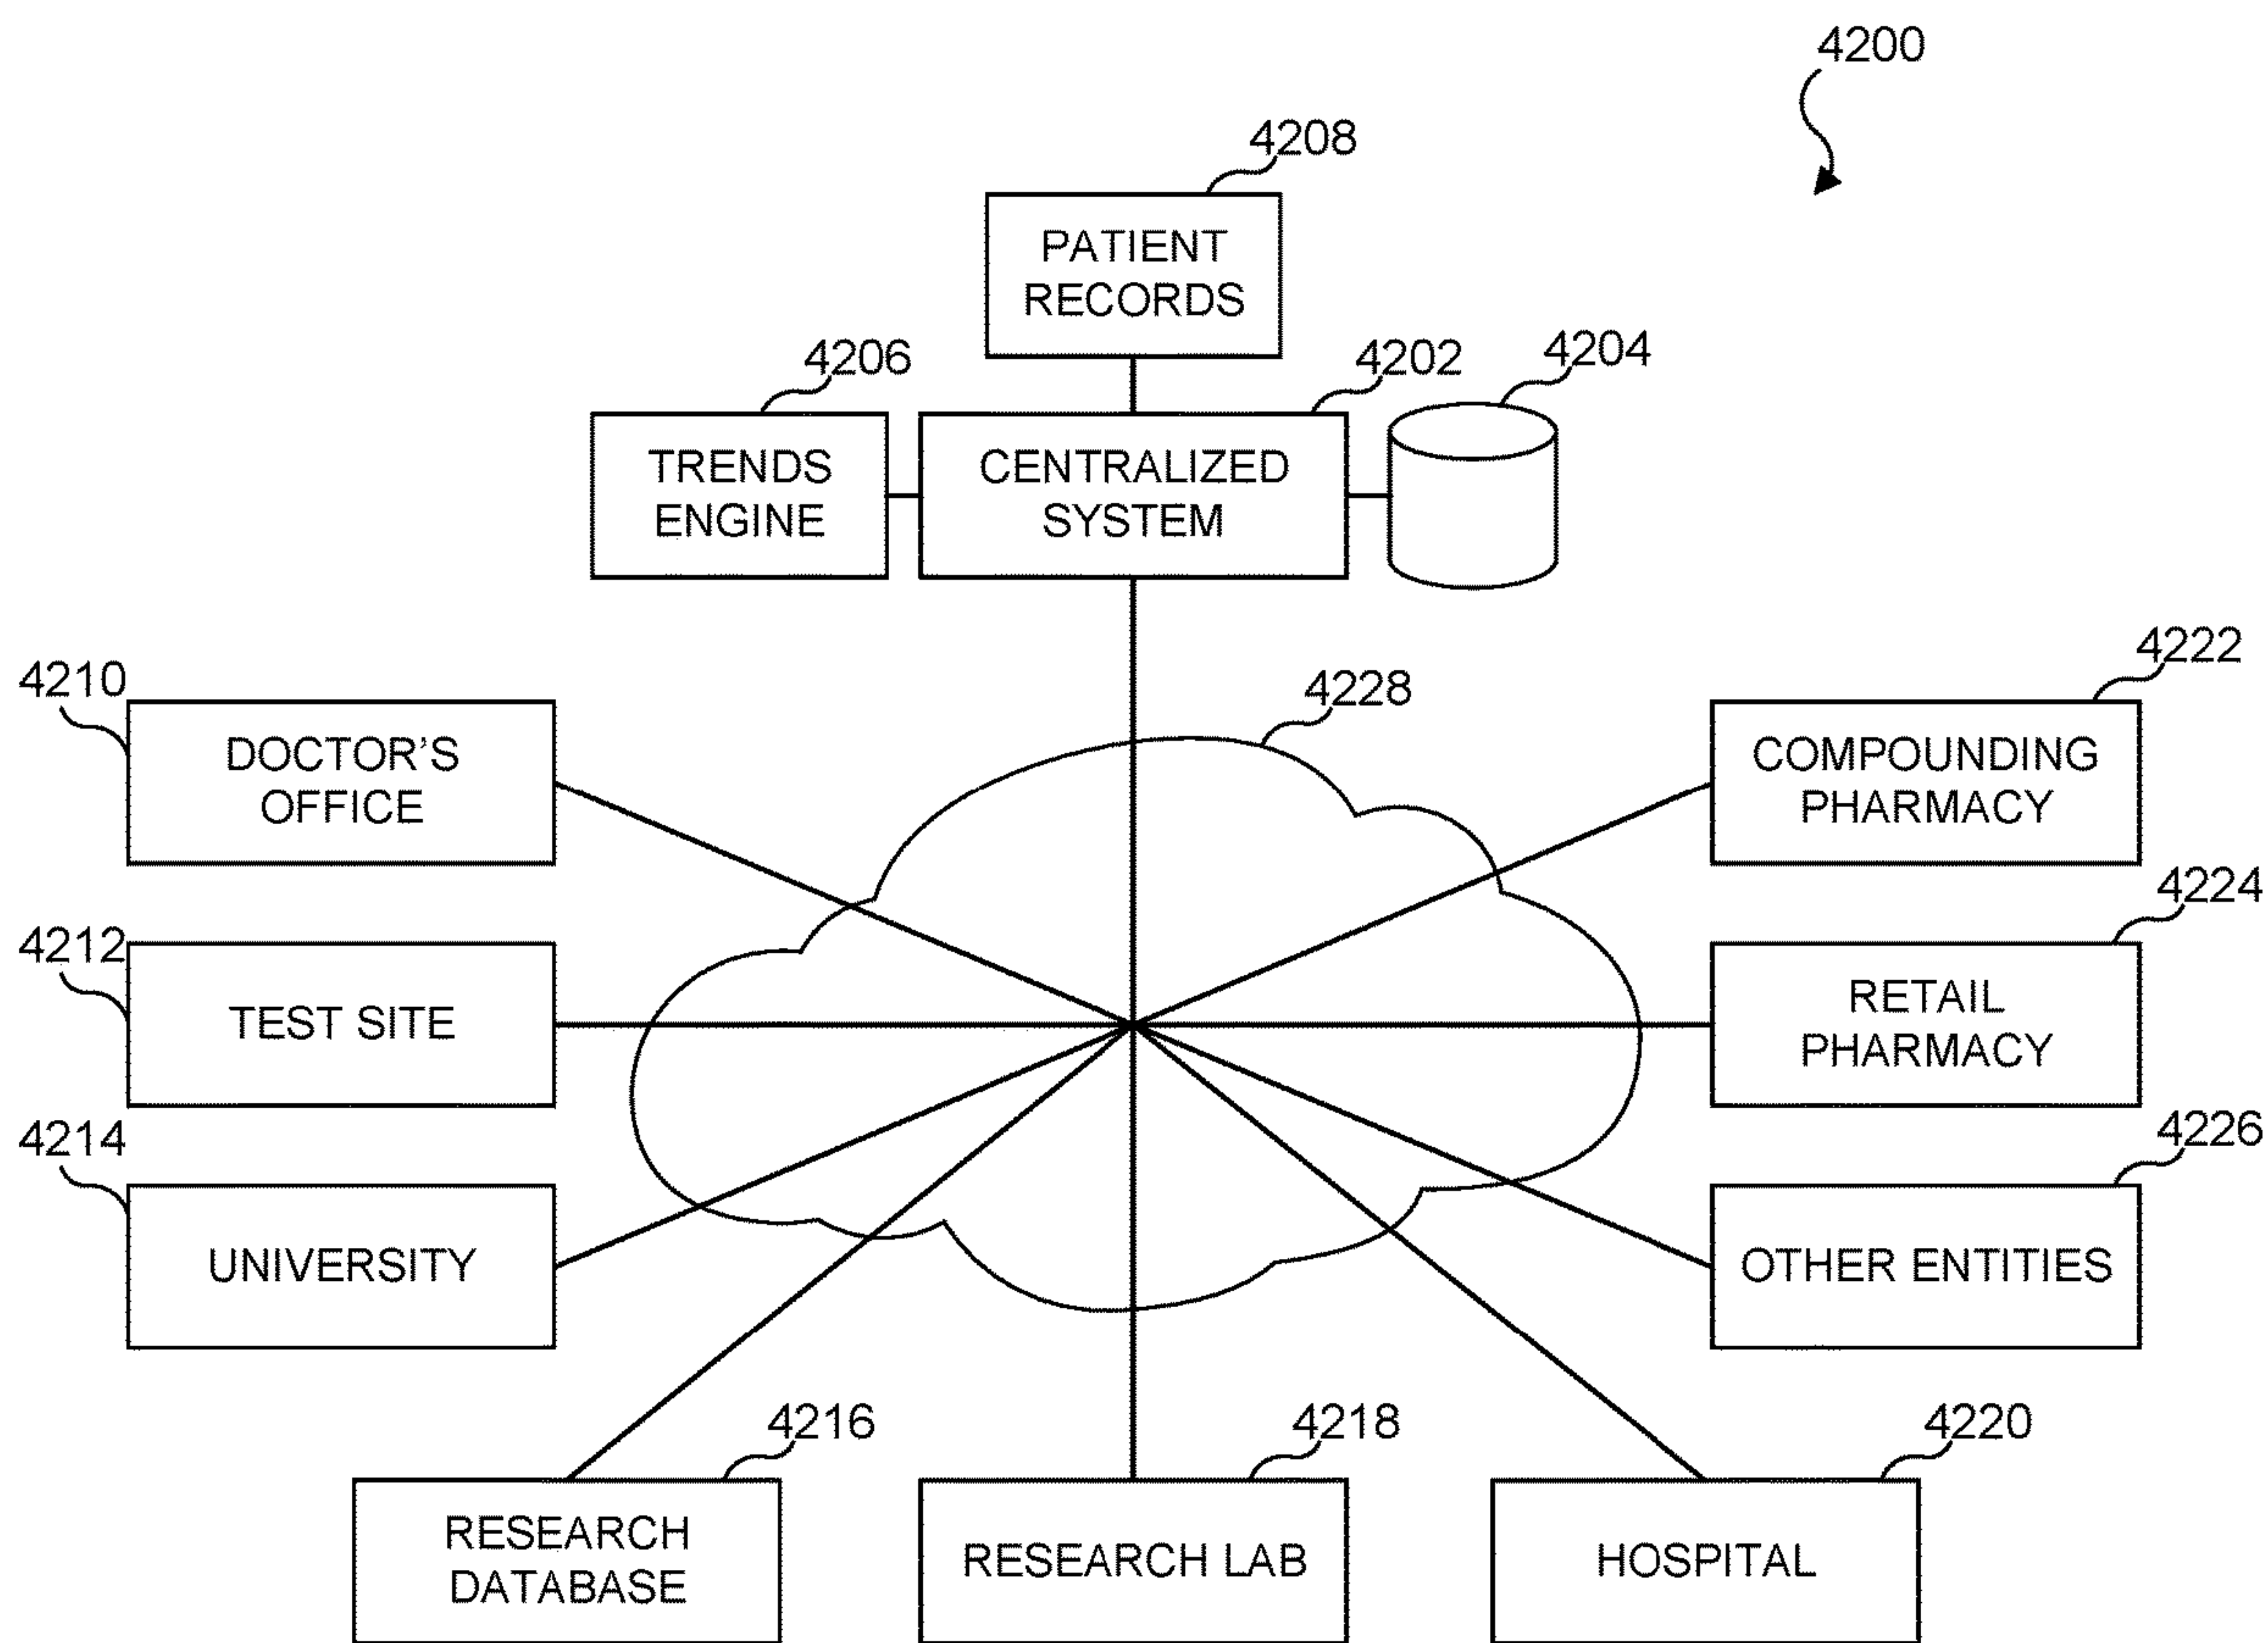 4200
4208
PATIENT
RECORDS
4206
4202
4204
TRENDS
ENGINE
CENTRALIZED
SYSTEM
4210
4228
4222
DOCTOR'S
OFFICE
COMPOUNDING
PHARMACY
4212
4224
TEST SITE
RETAIL
PHARMACY
4214
4226
UNIVERSITY
OTHER ENTITIES
4216
4218
4220
RESEARCH
DATABASE
RESEARCH LAB
HOSPITAL